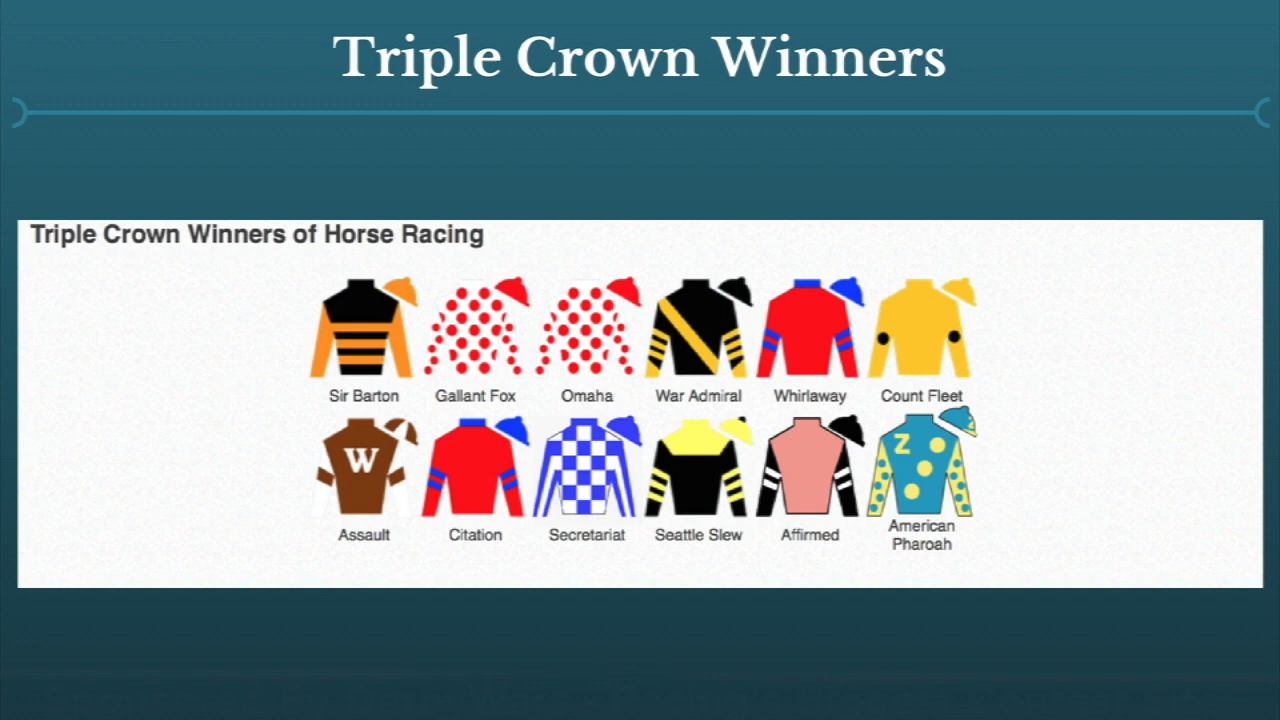 Triple Crown Winners
Triple Crown Winners of Horse Racing
Sir Barton Gallant Fox Omaha War Admiral Whirlaway Count Fleet
W Z
Assault Citation Secretariat Seattle Slew Affirmed American
Pharoah